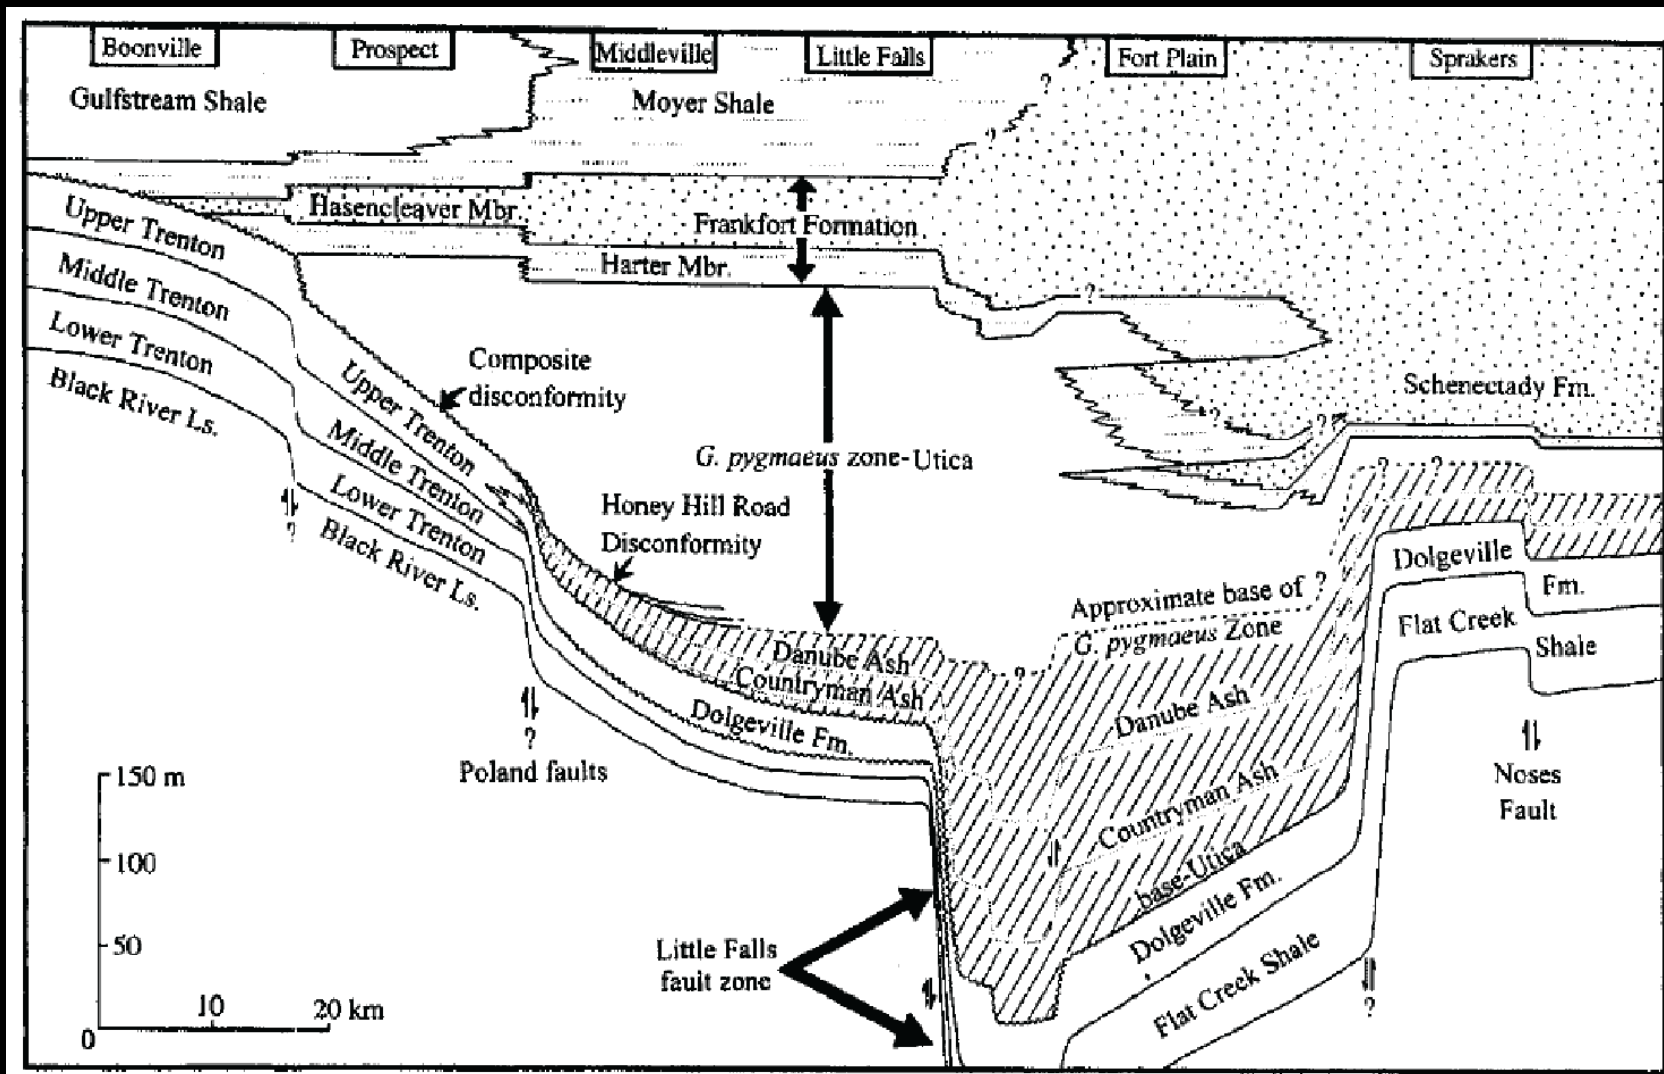 Boonville
Prospect
Middleville
Little Falls
Fort Plain
Sprakers
Gulfstream Shale
Moyer Shale
?
?
Upper Trenton
Hasencleaver Mbr.
Frankfort Formation
Middle Trenton
Harter Mbr.
?
Lower Trenton
Black River Ls.
Composite
disconformity
Upper Trenton
Schenectady Fm.
?
?
Middle Trenton
G. pygmaeus zone-Utica
?
?
Lower Trenton
Honey Hill Road
Disconformity
?
Black River Ls.
Dolgeville
Fm.
Approximate base of ?
G. pygmaeus Zone
Flat Creek
Shale
Danube Ash
Countryman Ash
?
Dolgeville Fm.
Danube Ash
?
Poland faults
Noses
Fault
150 m
Countryman Ash
100
base-Utica
Dolgeville Fm.
50
Little Falls
fault zone
Flat Creek Shale
10
20 km
?
0